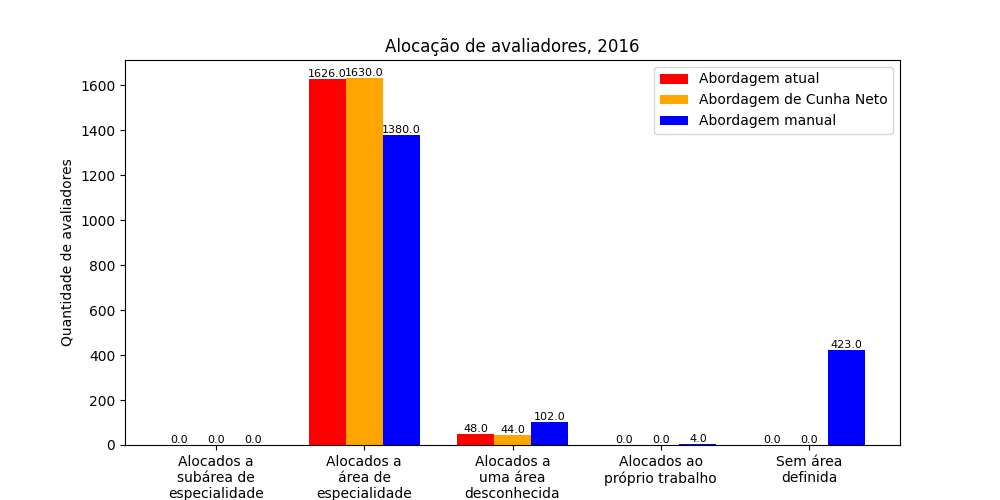 Alocação de avaliadores, 2016
Quantidade de avaliadores
1600
1400
1200
1000
800
600
400
200
0
Abordagem atual
Abordagem de Cunha Neto
Abordagem manual
0.0 0.0 0.0
1626.0 1630.0 1380.0
48.0 44.0 102.0
0.0 0.0 4.0
0.0 0.0 423.0
Alocados a
subárea de
especialidade
Alocados a
área de
especialidade
Alocados a
uma área
desconhecida
Alocados ao
próprio trabalho
Sem área
definida